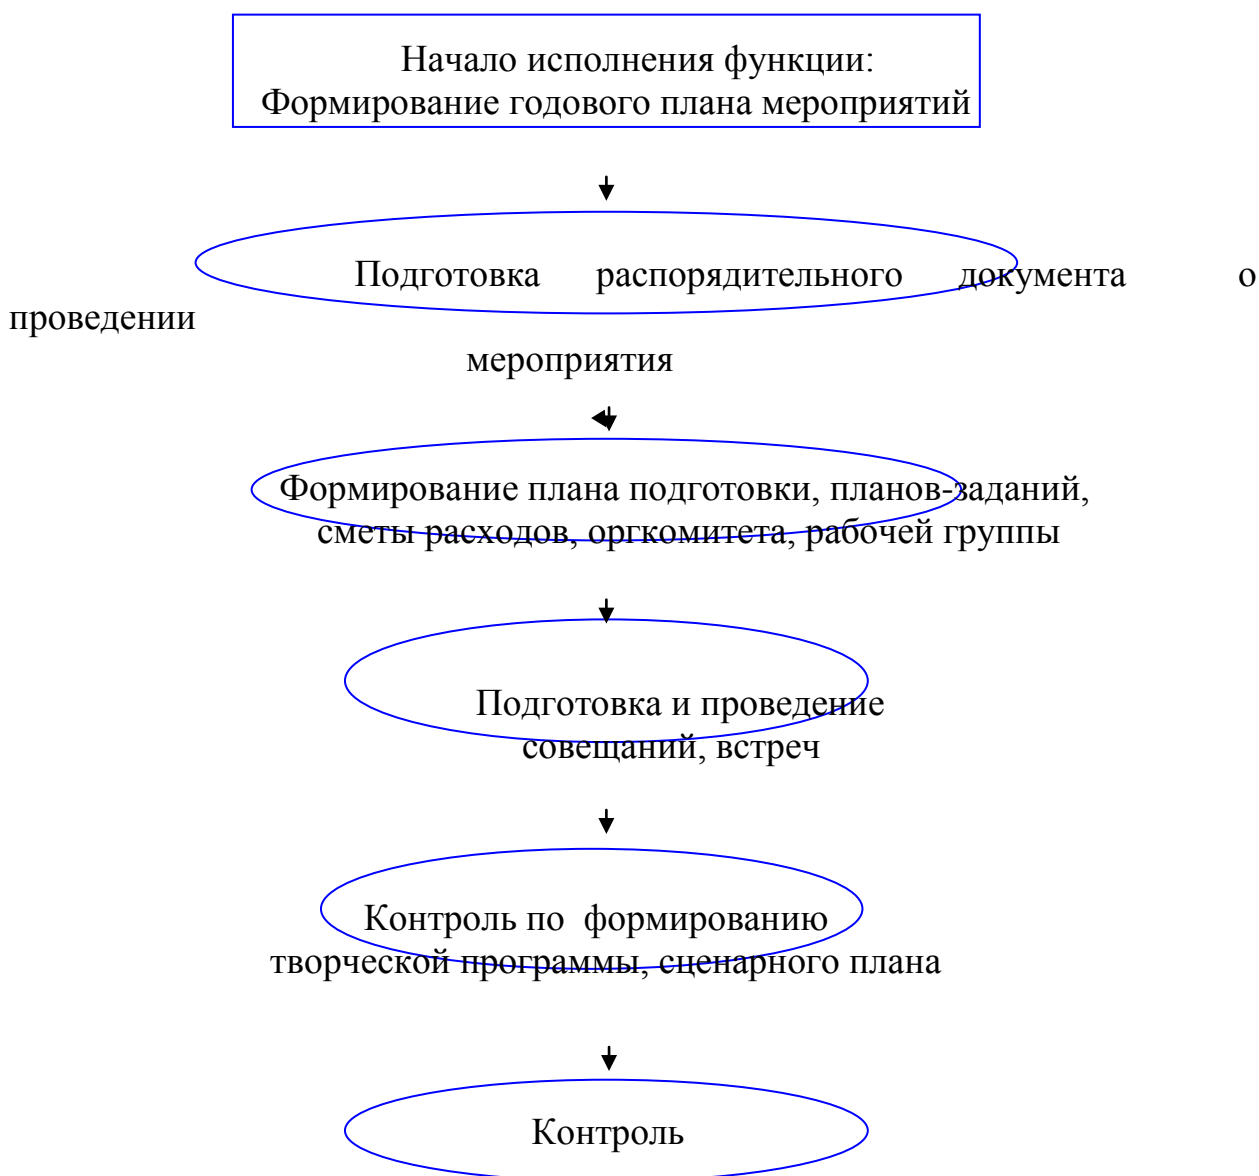 Начало исполнения функции:
Формирование годового плана мероприятий
Подготовка распорядительного документа о
проведении
мероприятия
Формирование плана подготовки, планов-заданий,
сметы расходов, оргкомитета, рабочей группы
Подготовка и проведение
совещаний, встреч
Контроль по формированию
творческой программы, сценарного плана
Контроль